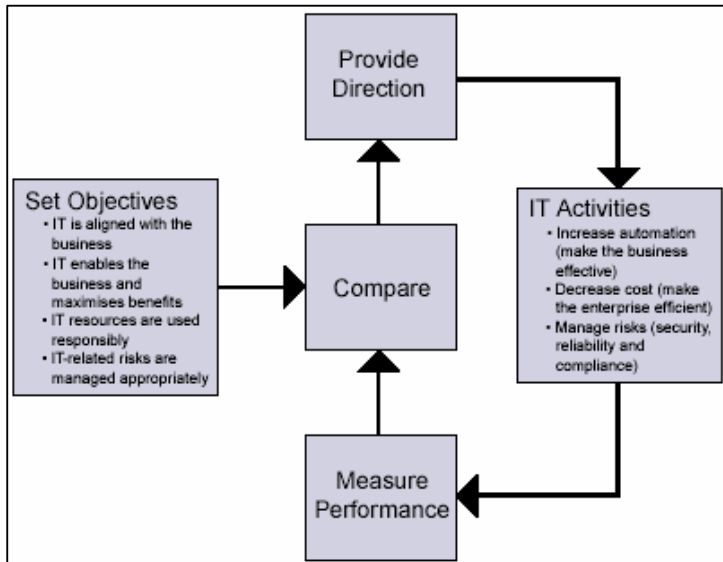 Provide
Direction
Set Objectives
• IT is aligned with the
business
• IT enables the
business and
maximises benefits
• IT resources are used
responsibly
• IT-related risks are
managed appropriately
Compare
IT Activities
• Increase automation
(make the business
effective)
• Decrease cost (make
the enterprise efficient)
• Manage risks (security,
reliability and
compliance)
Measure
Performance